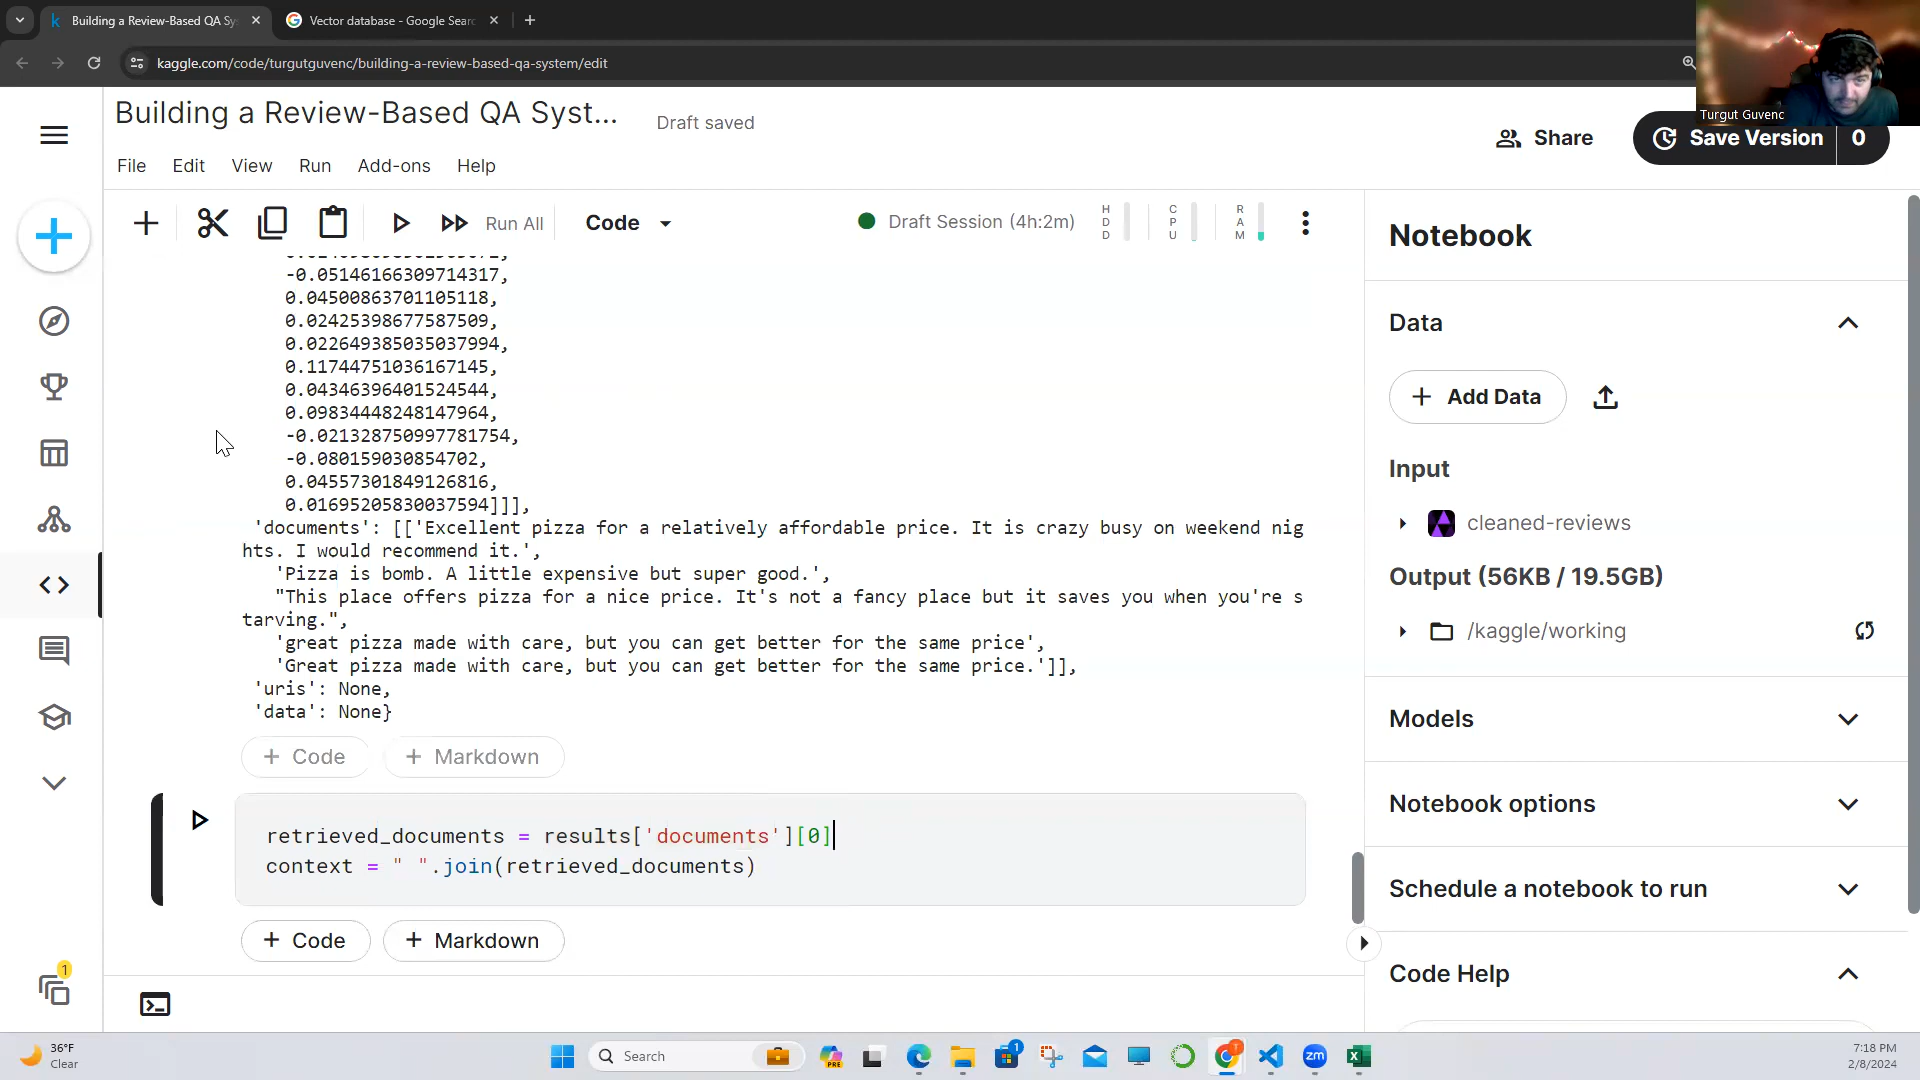 Building a Review-Based QA Sy
Vector database - Google Sear
kaggle.com/code/turgutguvenc/building-a-review-based-qa-system/edit
Turgut Guvenc
Building a Review-Based QA Syst...
Draft saved
Share
Save Version
0
File
Edit
View
Run
Add-ons
Help
Run All
Code
Draft Session (4h:2m)
HDD
CPU
RAM
-0.05146166309714317,
0.04500863701105118,
0.02425398677587509,
0.022649385035037994,
0.11744751036167145,
0.04346396401524544,
0.09834448248147964,
-0.021328750997781754,
-0.080159030854702,
0.04557301849126816,
0.01695205830037594]]],
'documents': [['Excellent pizza for a relatively affordable price. It is crazy busy on weekend nig
hts. I would recommend it.',
'Pizza is bomb. A little expensive but super good.',
"This place offers pizza for a nice price. It's not a fancy place but it saves you when you're s
tarving.",
'great pizza made with care, but you can get better for the same price',
'Great pizza made with care, but you can get better for the same price.']],
'uris': None,
'data': None}
+ Code
+ Markdown
retrieved_documents = results['documents'][0]
context = " ".join(retrieved_documents)
+ Code
+ Markdown
Notebook
Data
+ Add Data
Input
cleaned-reviews
Output (56KB / 19.5GB)
/kaggle/working
Models
Notebook options
Schedule a notebook to run
Code Help
1
36°F
Clear
Search
PRE
1
T
zm
7:18 PM
2/8/2024